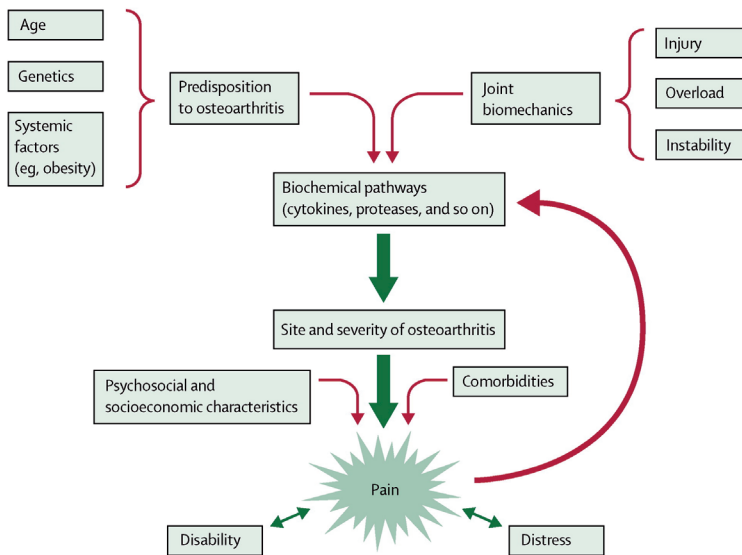 Age
Genetics
Systemic
factors
(eg, obesity)
Predisposition
to osteoarthritis
Joint
biomechanics
Injury
Overload
Instability
Biochemical pathways
(cytokines, proteases, and so on)
Site and severity of osteoarthritis
Psychosocial and
socioeconomic characteristics
Comorbidities
Pain
Disability
Distress